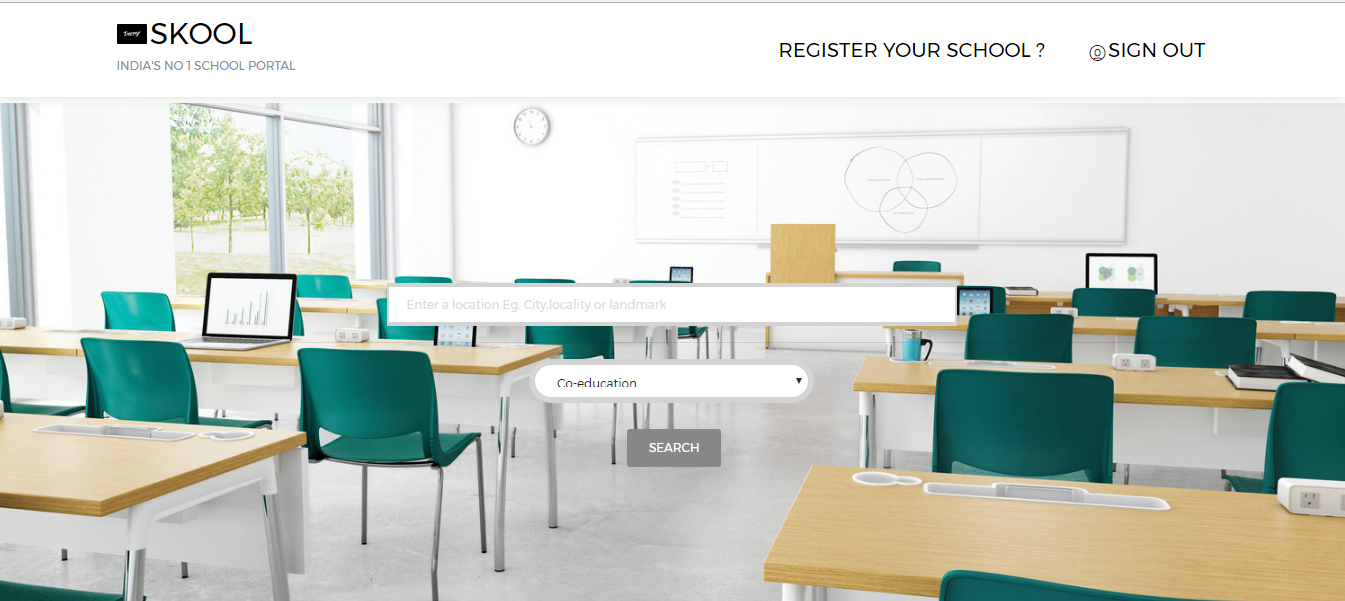 SKOOL
INDIA'S NO 1 SCHOOL PORTAL
REGISTER YOUR SCHOOL ?
SIGN OUT
Enter a location Eg. City,locality or landmark
Co-education
SEARCH